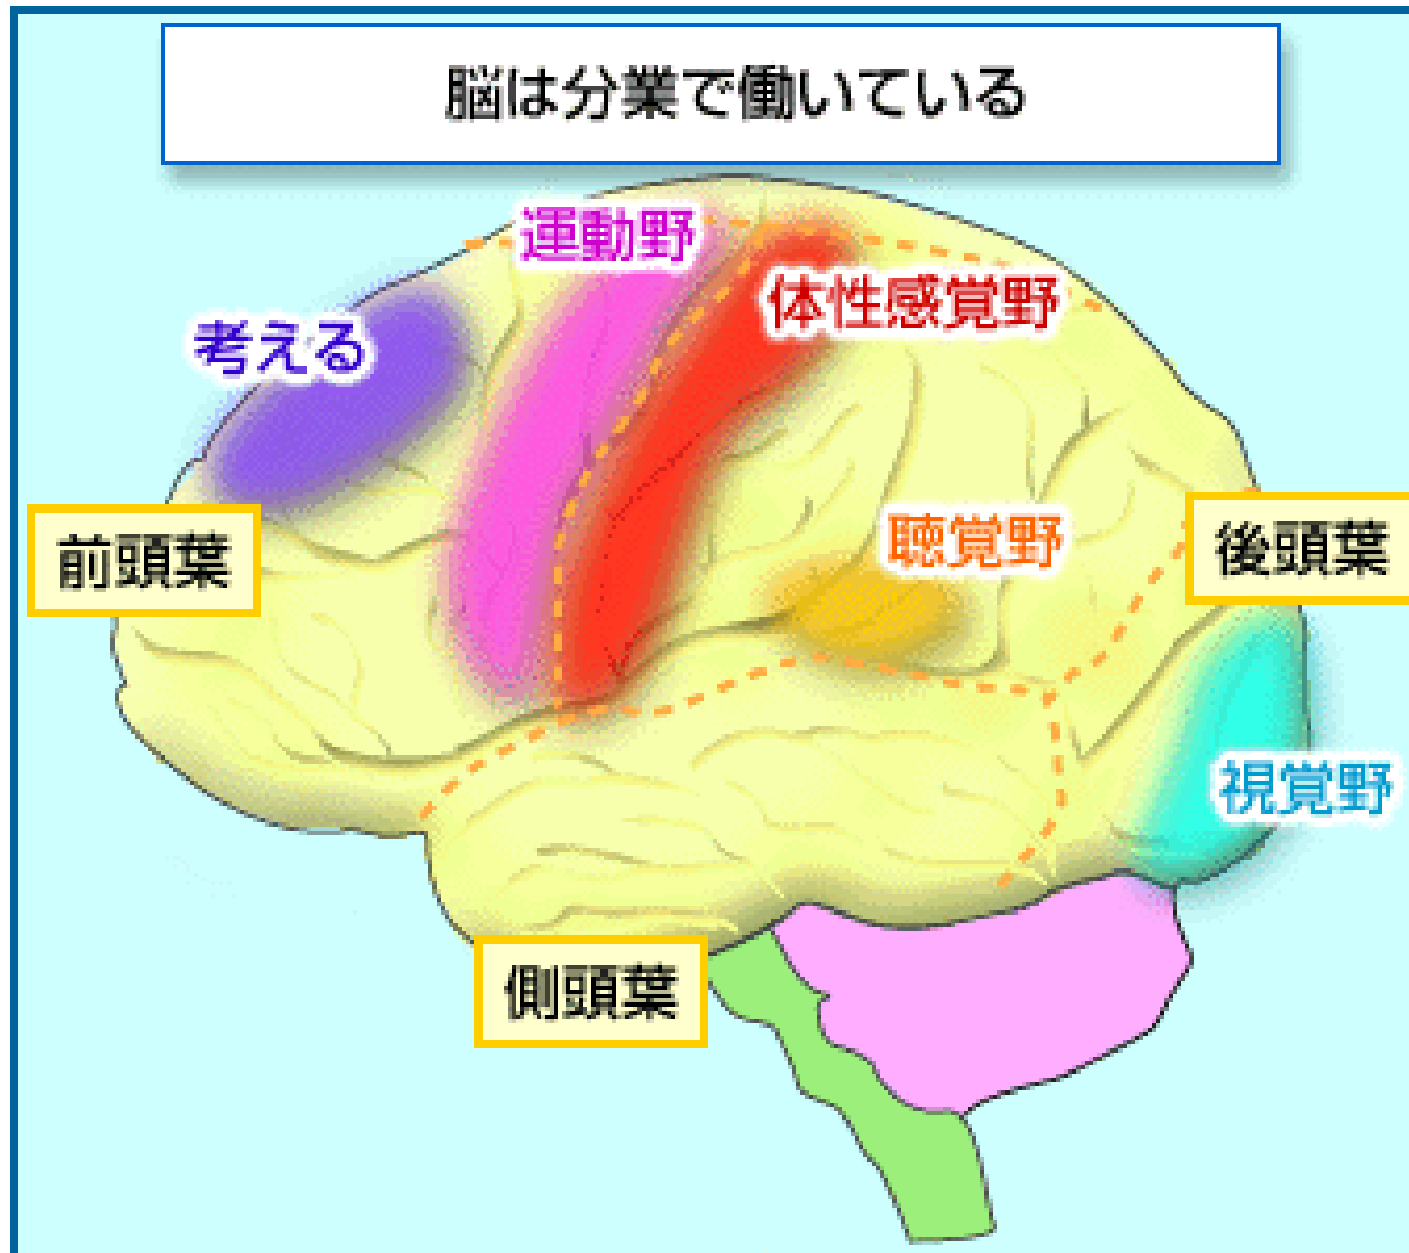 脳は分業で働いている
運動野
体性感覚野
考える
聴覚野
前頭葉
後頭葉
視覚野
側頭葉